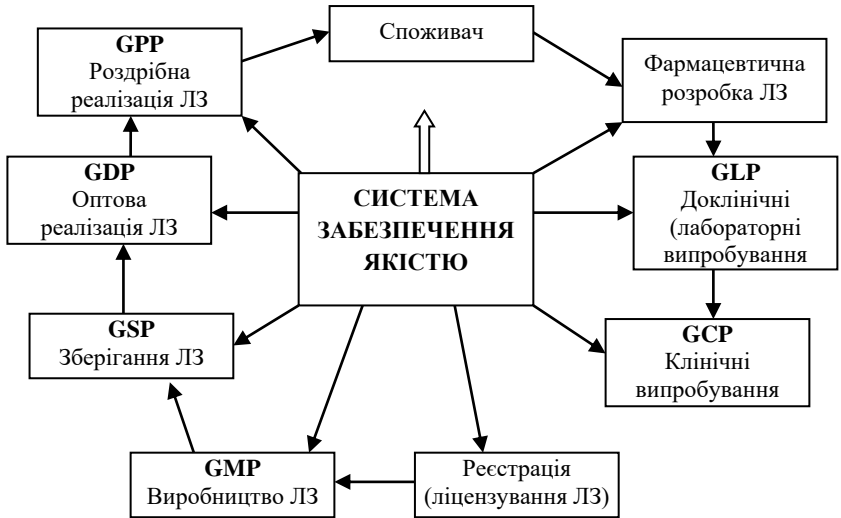 GPP
Роздрібна
реалізація ЛЗ
Споживач
Фармацевтична
розробка ЛЗ
GDP
Оптова
реалізація ЛЗ
СИСТЕМА
ЗАБЕЗПЕЧЕННЯ
ЯКІСТЮ
GLP
Доклінічні
(лабораторні
випробування
GSP
Зберігання ЛЗ
GCP
Клінічні
випробування
GMP
Виробництво ЛЗ
Реєстрація
(ліцензування ЛЗ)